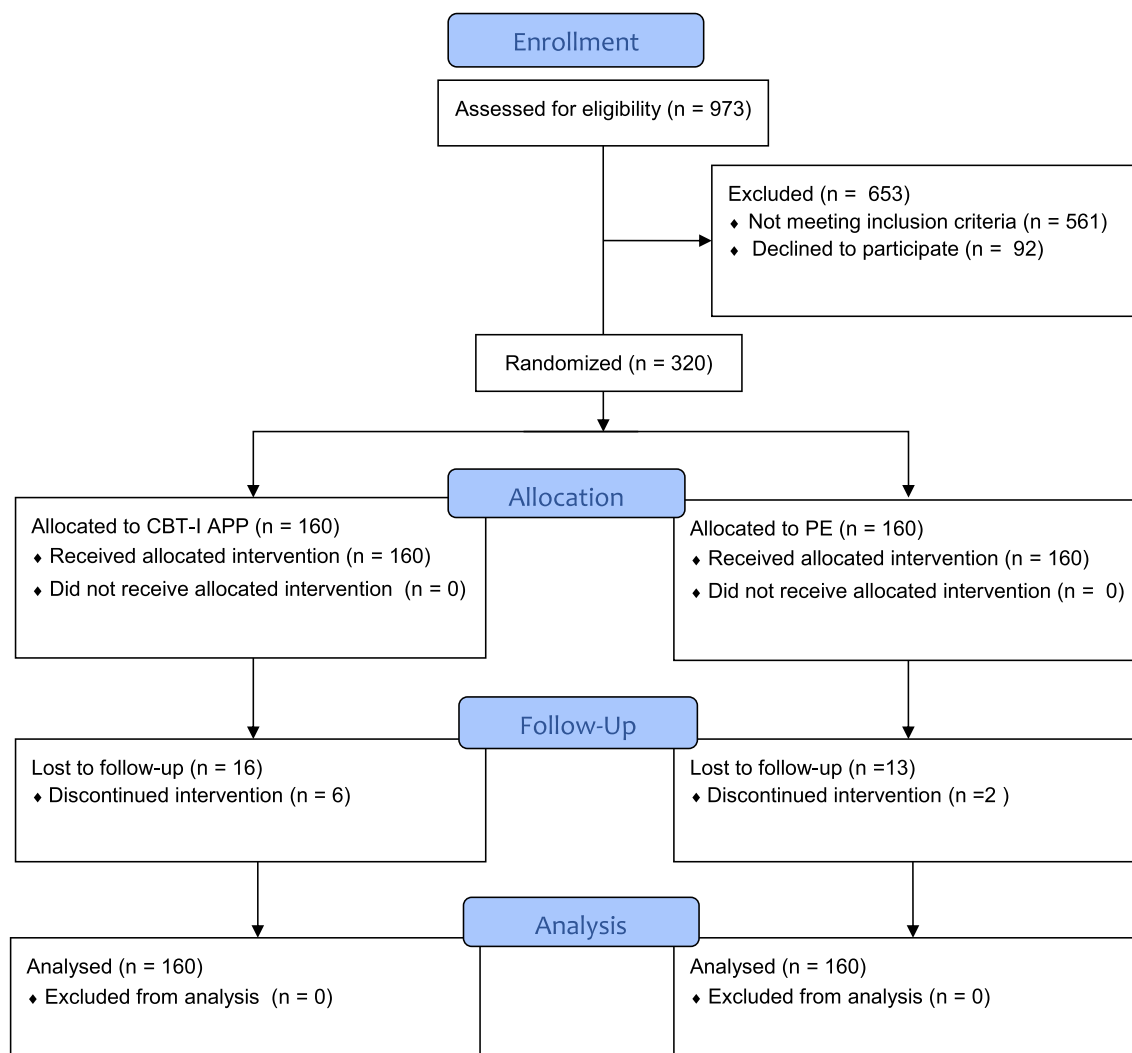 Enrollment
Assessed for eligibility (n = 973)
Excluded (n =  653)
♦ Not meeting inclusion criteria (n = 561)
♦ Declined to participate (n =  92)
Randomized (n = 320)
Allocation
Allocated to CBT-I APP (n = 160)
♦ Received allocated intervention (n = 160)
♦ Did not receive allocated intervention  (n = 0)
Allocated to PE (n = 160)
♦ Received allocated intervention (n = 160)
♦ Did not receive allocated intervention (n =  0)
Follow-Up
Lost to follow-up (n = 16)
♦ Discontinued intervention (n = 6)
Lost to follow-up (n =13)
♦ Discontinued intervention (n =2 )
Analysis
Analysed (n = 160)
♦ Excluded from analysis  (n = 0)
Analysed (n = 160)
♦ Excluded from analysis (n = 0)